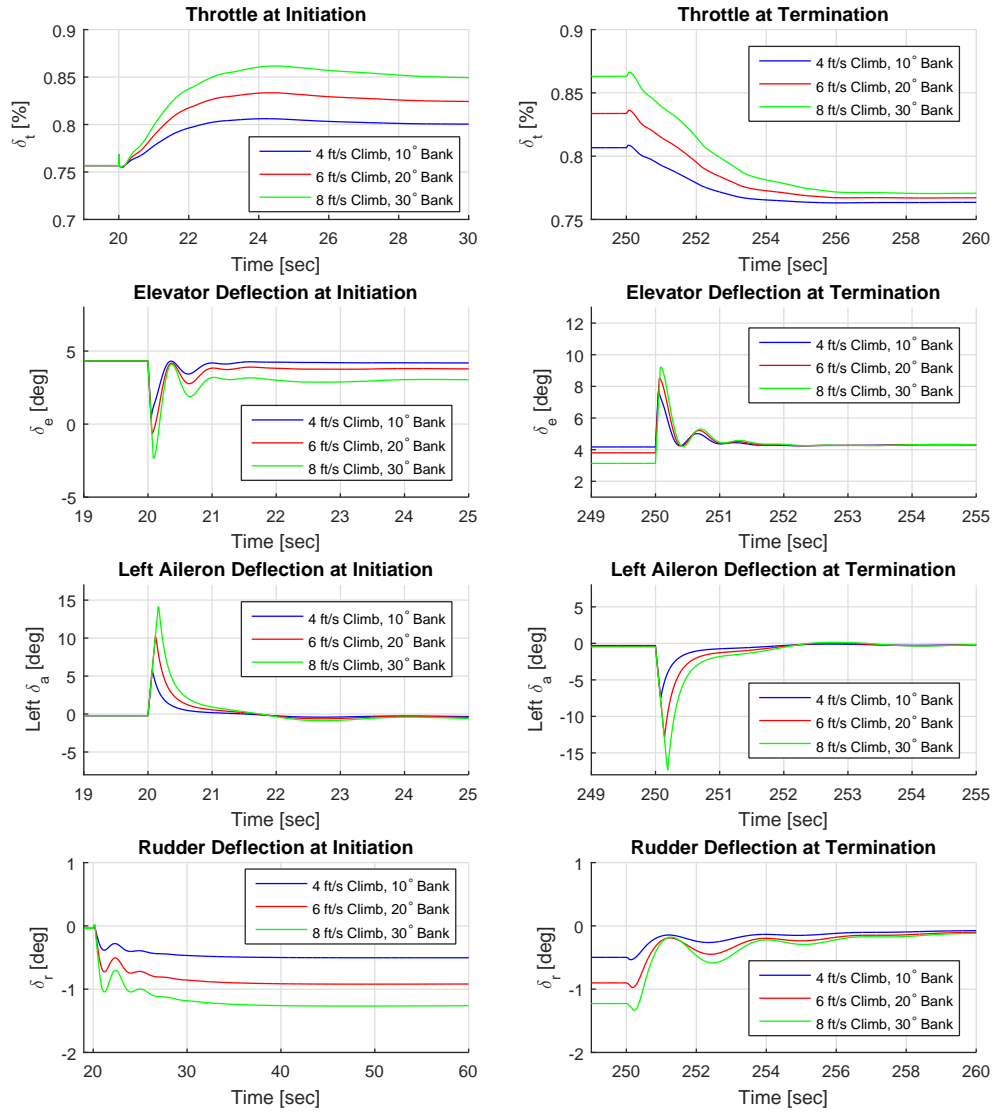 Throttle at Initiation
0.9
0.85
0.8
0.75
0.7
δt [%]
4 ft/s Climb, 10° Bank
6 ft/s Climb, 20° Bank
8 ft/s Climb, 30° Bank
20 22 24 26 28 30
Time [sec]
Throttle at Termination
0.9
0.85
0.8
0.75
δt [%]
4 ft/s Climb, 10° Bank
6 ft/s Climb, 20° Bank
8 ft/s Climb, 30° Bank
250 252 254 256 258 260
Time [sec]
Elevator Deflection at Initiation
5
0
-5
δe [deg]
4 ft/s Climb, 10° Bank
6 ft/s Climb, 20° Bank
8 ft/s Climb, 30° Bank
19 20 21 22 23 24 25
Time [sec]
Elevator Deflection at Termination
12
10
8
6
4
2
δe [deg]
4 ft/s Climb, 10° Bank
6 ft/s Climb, 20° Bank
8 ft/s Climb, 30° Bank
249 250 251 252 253 254 255
Time [sec]
Left Aileron Deflection at Initiation
15
10
5
0
-5
Left δa [deg]
4 ft/s Climb, 10° Bank
6 ft/s Climb, 20° Bank
8 ft/s Climb, 30° Bank
19 20 21 22 23 24 25
Time [sec]
Left Aileron Deflection at Termination
5
0
-5
-10
-15
Left δa [deg]
4 ft/s Climb, 10° Bank
6 ft/s Climb, 20° Bank
8 ft/s Climb, 30° Bank
249 250 251 252 253 254 255
Time [sec]
Rudder Deflection at Initiation
1
0
-1
-2
δr [deg]
4 ft/s Climb, 10° Bank
6 ft/s Climb, 20° Bank
8 ft/s Climb, 30° Bank
20 30 40 50 60
Time [sec]
Rudder Deflection at Termination
1
0
-1
-2
δr [deg]
4 ft/s Climb, 10° Bank
6 ft/s Climb, 20° Bank
8 ft/s Climb, 30° Bank
250 252 254 256 258 260
Time [sec]